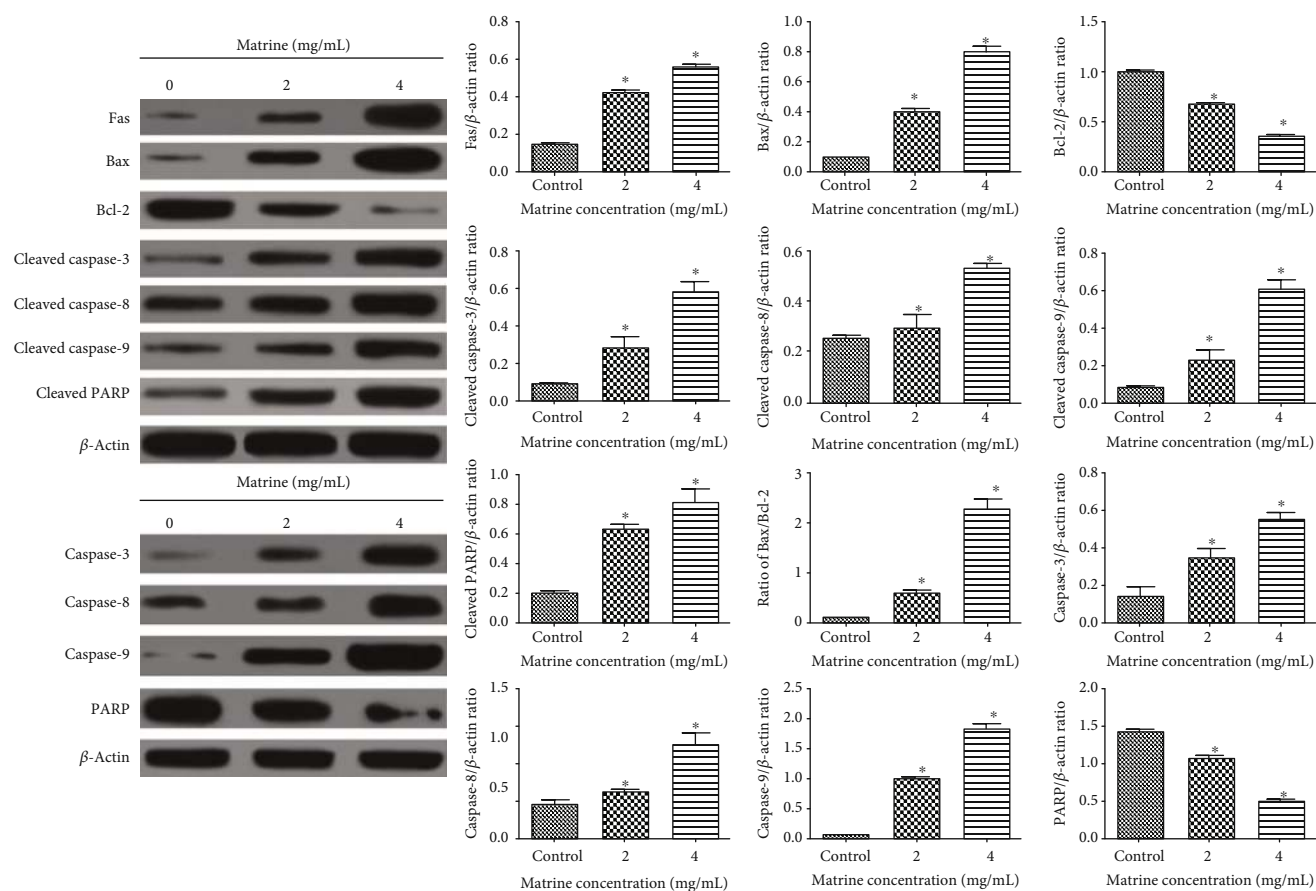 Matrine (mg/mL)
0 2 4
Fas
Bax
Bcl-2
Cleaved caspase-3
Cleaved caspase-8
Cleaved caspase-9
Cleaved PARP
β-Actin
Matrine (mg/mL)
0 2 4
Caspase-3
Caspase-8
Caspase-9
PARP
β-Actin
Fas/β-actin ratio
0.8
0.6
0.4
0.2
0.0
*
*
Control 2 4
Matrine concentration (mg/mL)
Bax/β-actin ratio
1.0
0.8
0.6
0.4
0.2
0.0
*
*
Control 2 4
Matrine concentration (mg/mL)
Bcl-2/β-actin ratio
1.5
1.0
0.5
0.0
*
*
Control 2 4
Matrine concentration (mg/mL)
Cleaved caspase-3/β-actin ratio
0.8
0.6
0.4
0.2
0.0
*
*
Control 2 4
Matrine concentration (mg/mL)
Cleaved caspase-8/β-actin ratio
0.6
0.4
0.2
0.0
*
*
Control 2 4
Matrine concentration (mg/mL)
Cleaved caspase-9/β-actin ratio
0.8
0.6
0.4
0.2
0.0
*
*
Control 2 4
Matrine concentration (mg/mL)
Cleaved PARP/β-actin ratio
1.0
0.8
0.6
0.4
0.2
0.0
*
*
Control 2 4
Matrine concentration (mg/mL)
Ratio of Bax/Bcl-2
3
2
1
0
*
*
Control 2 4
Matrine concentration (mg/mL)
Caspase-3/β-actin ratio
0.8
0.6
0.4
0.2
0.0
*
*
Control 2 4
Matrine concentration (mg/mL)
Caspase-8/β-actin ratio
1.5
1.0
0.5
0.0
*
*
Control 2 4
Matrine concentration (mg/mL)
Caspase-9/β-actin ratio
2.5
2.0
1.5
1.0
0.5
0.0
*
*
Control 2 4
Matrine concentration (mg/mL)
PARP/β-actin ratio
2.0
1.5
1.0
0.5
0.0
*
*
Control 2 4
Matrine concentration (mg/mL)